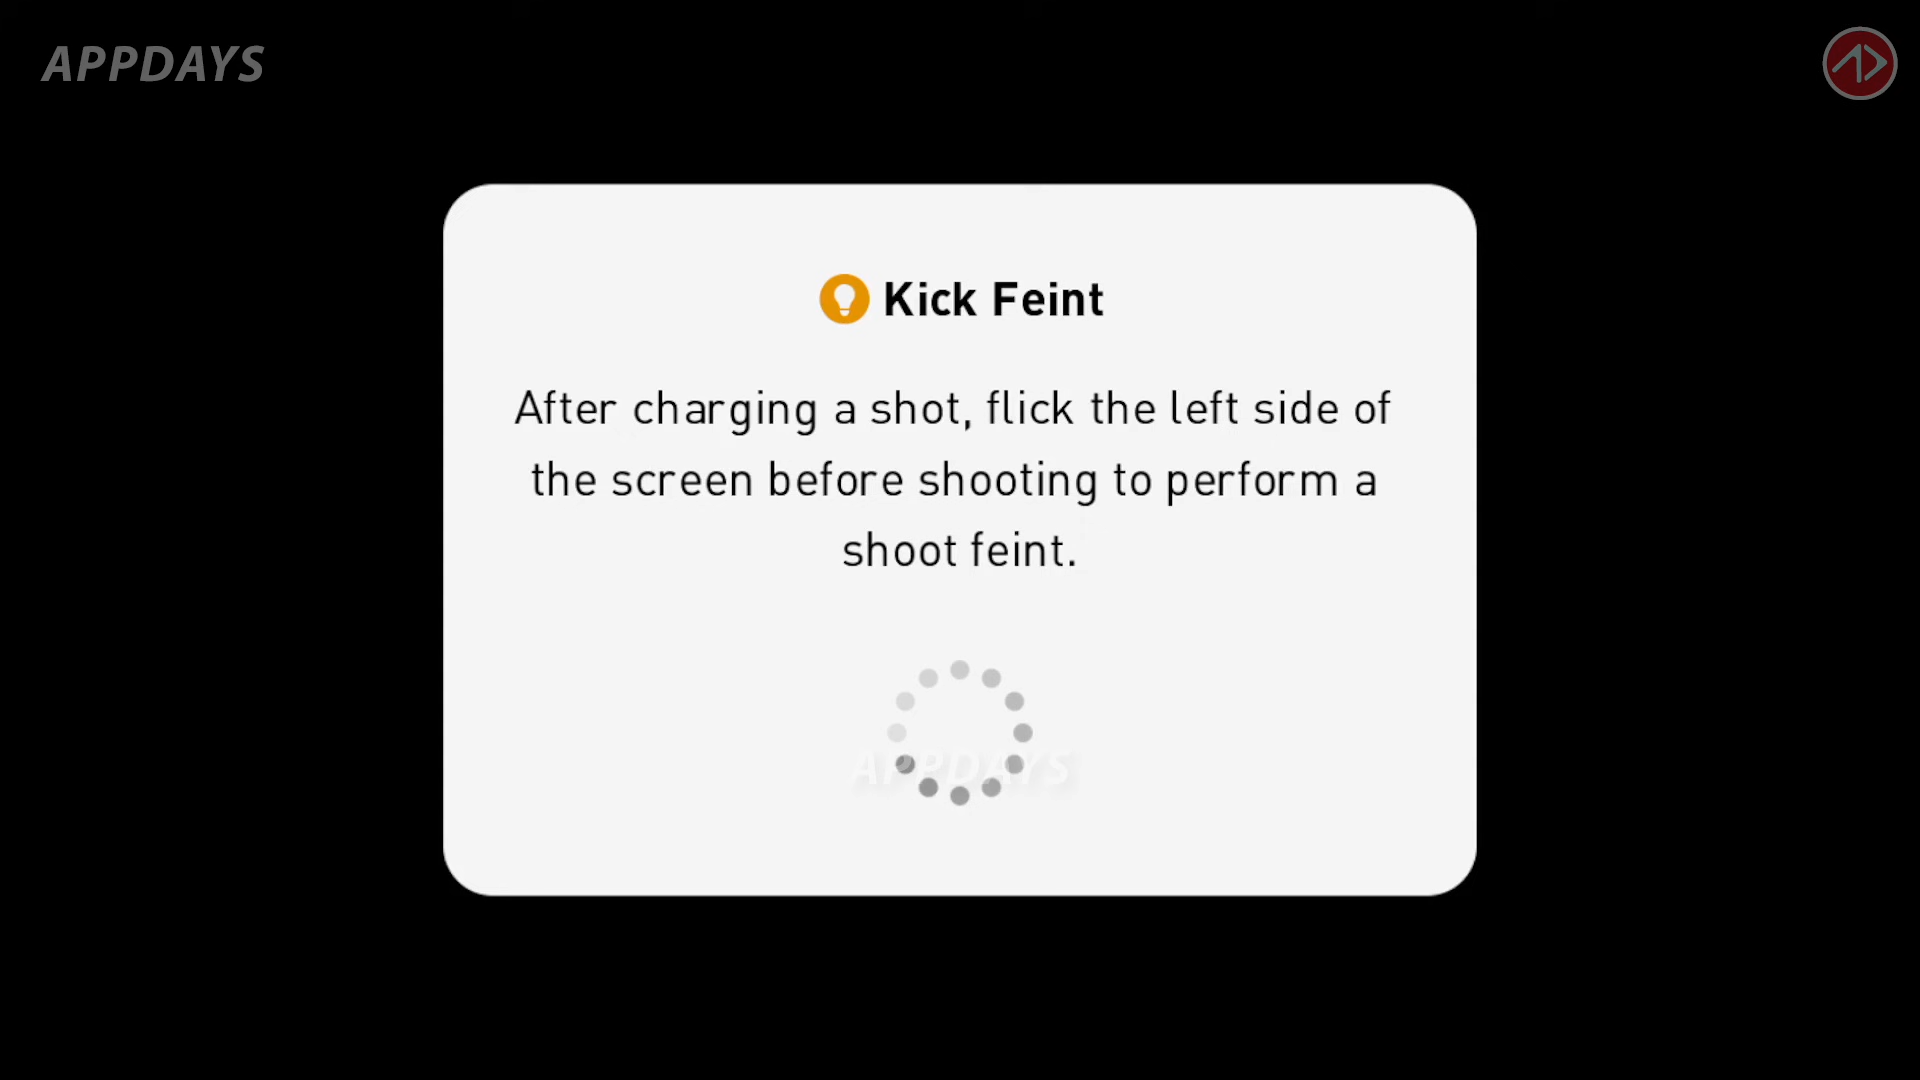 APPDAYS
Kick Feint
After charging a shot, flick the left side of
the screen before shooting to perform a
shoot feint.
APPDAYS